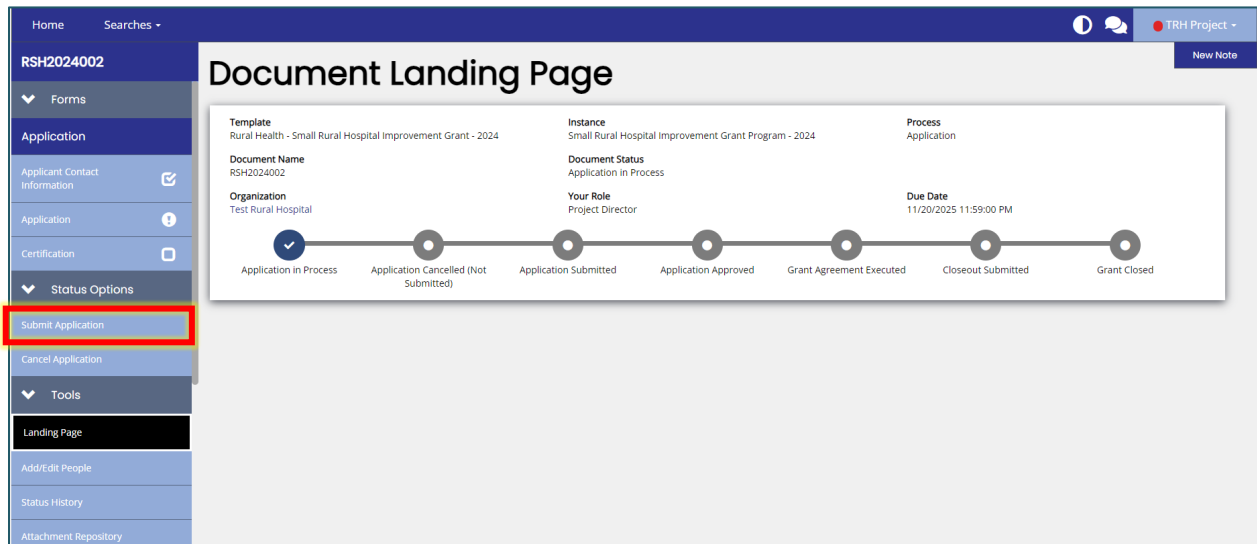 Home Searches
TRH Project
RSH2024002
New Note
Document Landing Page
Forms
Application
Applicant Contact
Information
Application
Certification
Status Options
Submit Application
Cancel Application
Tools
Landing Page
Add/Edit People
Status History
Attachment Repository
Template
Rural Health - Small Rural Hospital Improvement Grant - 2024
Instance
Small Rural Hospital Improvement Grant Program - 2024
Process
Application
Document Name
RSH2024002
Document Status
Application in Process
Organization
Test Rural Hospital
Your Role
Project Director
Due Date
11/20/2025 11:59:00 PM
Application in Process
Application Cancelled (Not
Submitted)
Application Submitted
Application Approved
Grant Agreement Executed
Closeout Submitted
Grant Closed